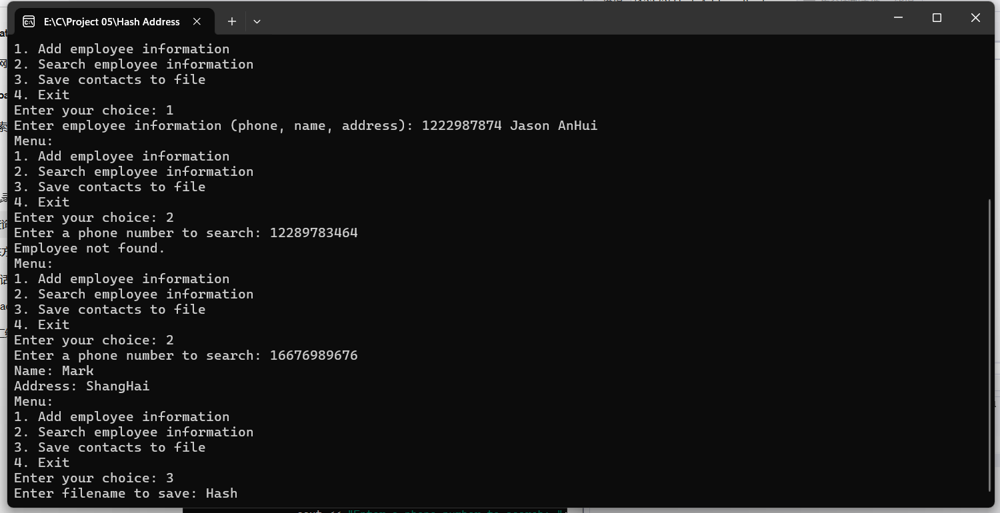 E:\C\Project 05\Hash Address
1. Add employee information
2. Search employee information
3. Save contacts to file
4. Exit
Enter your choice: 1
Enter employee information (phone, name, address): 1222987874 Jason AnHui
Menu:
1. Add employee information
2. Search employee information
3. Save contacts to file
4. Exit
Enter your choice: 2
Enter a phone number to search: 12289783464
Employee not found.
Menu:
1. Add employee information
2. Search employee information
3. Save contacts to file
4. Exit
Enter your choice: 2
Enter a phone number to search: 16676989676
Name: Mark
Address: ShangHai
Menu:
1. Add employee information
2. Search employee information
3. Save contacts to file
4. Exit
Enter your choice: 3
Enter filename to save: Hash